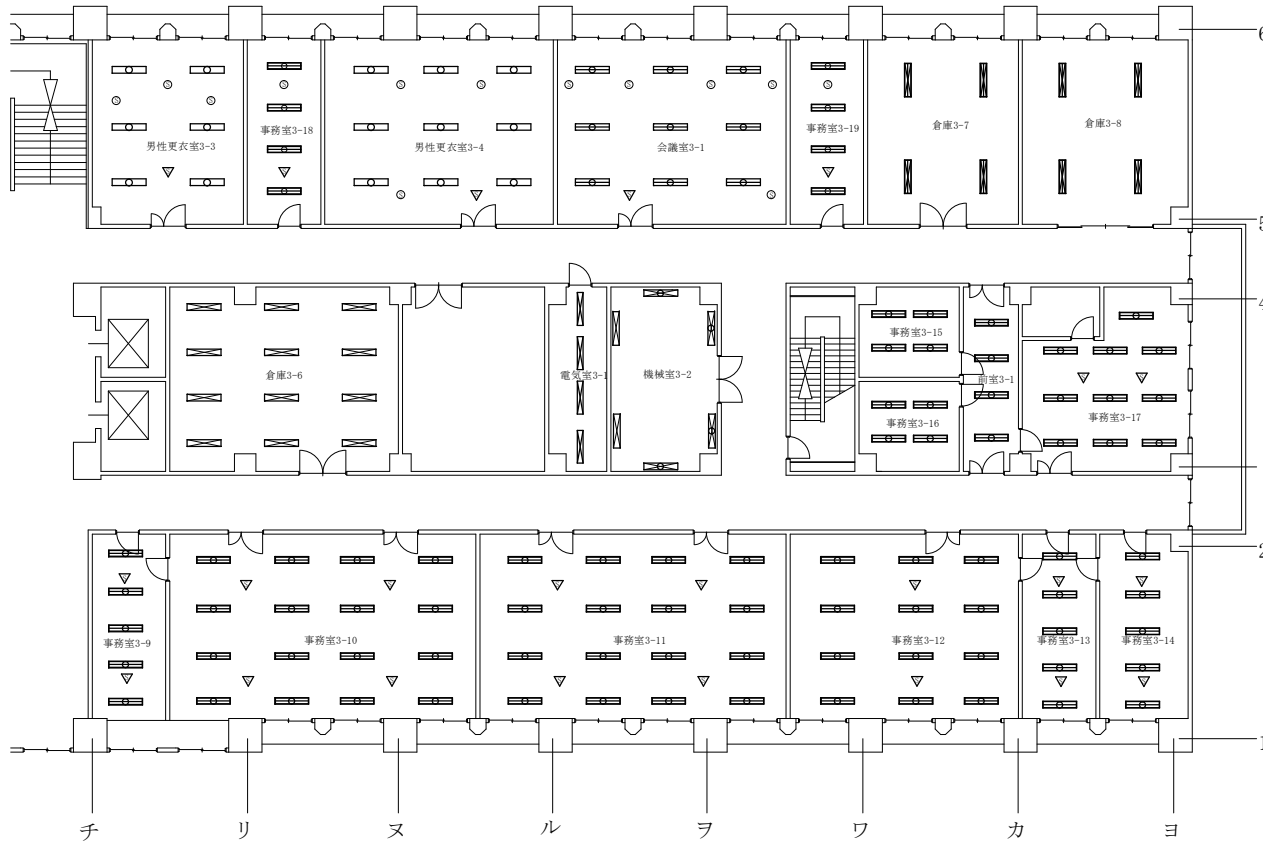 6
Ⓢ Ⓢ Ⓢ Ⓢ Ⓢ Ⓢ Ⓢ Ⓢ Ⓢ
Ⓢ Ⓢ
男性更衣室3-3
事務室3-18
男性更衣室3-4
会議室3-1
事務室3-19
倉庫3-7
倉庫3-8
Ⓢ Ⓢ
5
4
倉庫3-6
電気室3-1
機械室3-2
事務室3-15
前室3-1
事務室3-16
事務室3-17
2
事務室3-9
事務室3-10
事務室3-11
事務室3-12
事務室3-13
事務室3-14
1
チ リ ヌ ル ヲ ワ カ ヨ